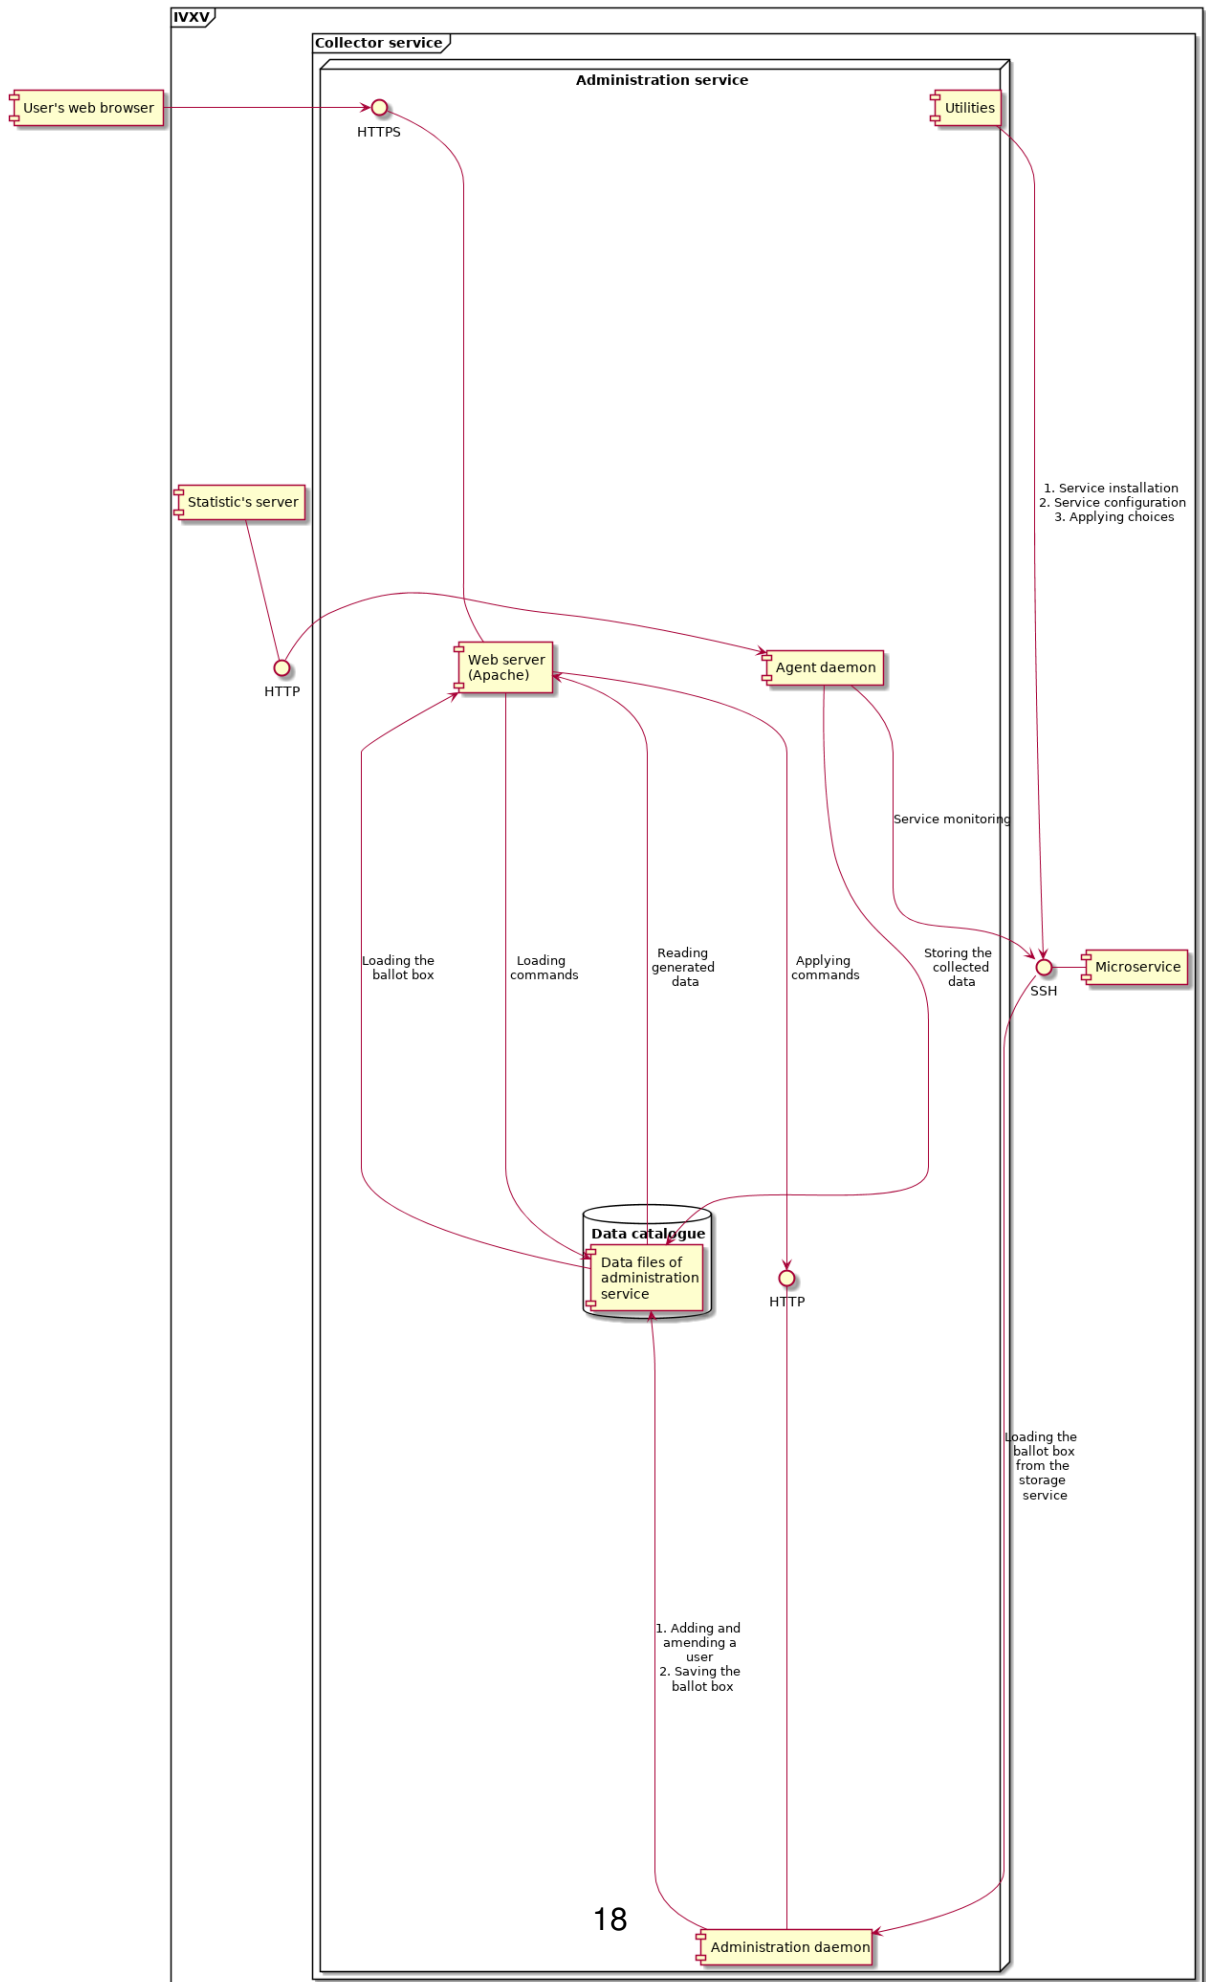 IVXV
Collector service
Administration service
User's web browser
HTTPS
Utilities
Statistic's server
1. Service installation
2. Service configuration
3. Applying choices
HTTP
Web server
(Apache)
Agent daemon
Service monitoring
Loading the
ballot box
Loading
commands
Reading
generated
data
Applying
commands
Storing the
collected
data
SSH
Microservice
Data catalogue
Data files of
administration
service
HTTP
Loading the
ballot box
from the
storage
service
1. Adding and
amending a
user
2. Saving the
ballot box
18
Administration daemon